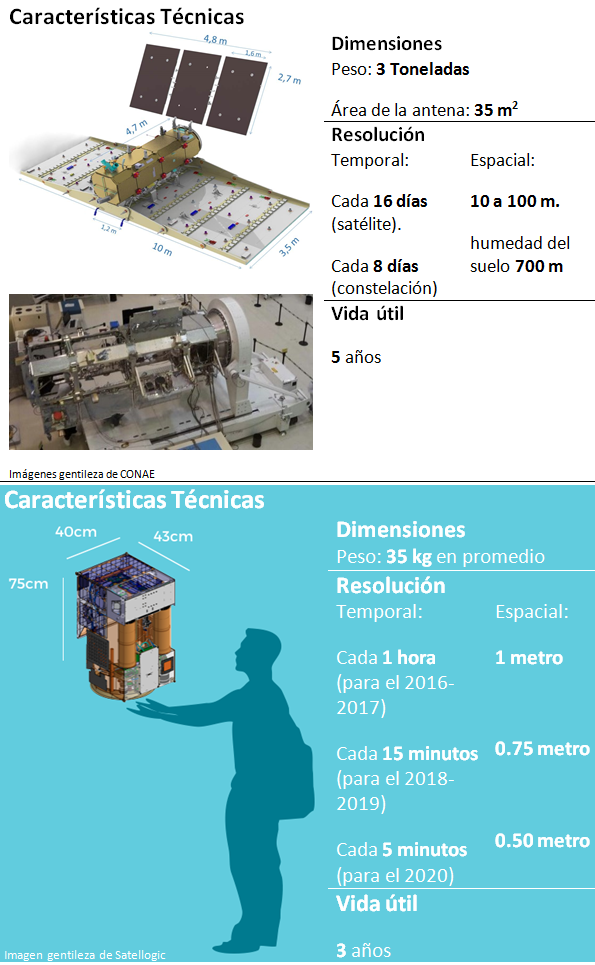 Características Técnicas
4,8 m
1,6 m
2,7 m
4,7 m
1,2 m
10 m
3,5 m
Dimensiones
Peso: 3 Toneladas
Área de la antena: 35 m²
Resolución
Temporal:
Espacial:
Cada 16 días
(satélite).
10 a 100 m.
Cada 8 días
(constelación)
humedad del
suelo 700 m
Vida útil
5 años
Imágenes gentileza de CONAE
Características Técnicas
40cm
43cm
75cm
Dimensiones
Peso: 35 kg en promedio
Resolución
Temporal:
Espacial:
Cada 1 hora
(para el 2016-
2017)
1 metro
Cada 15 minutos
(para el 2018-
2019)
0.75 metro
Cada 5 minutos
(para el 2020)
0.50 metro
Vida útil
3 años
Imagen gentileza de Satellogic